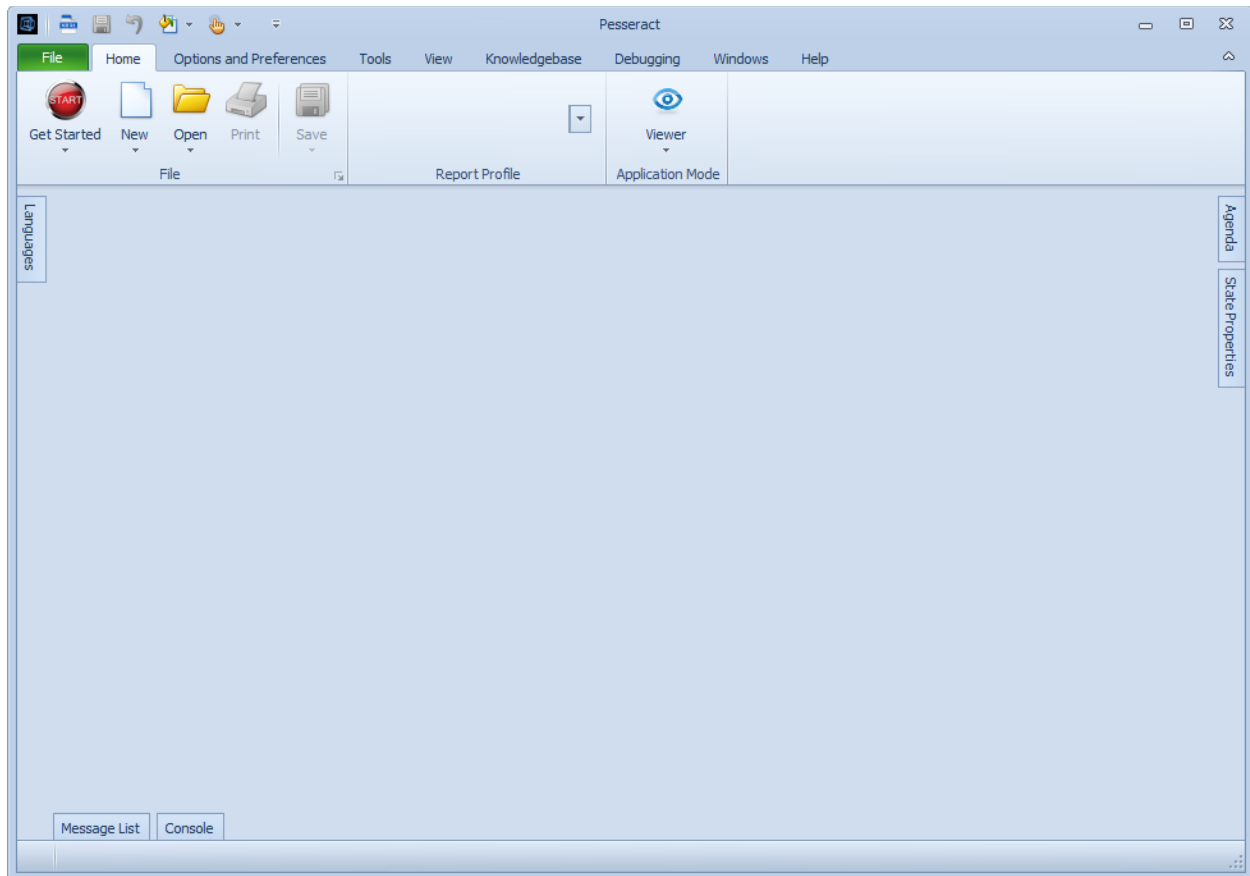 Pesseract
File Home Options and Preferences Tools View Knowledgebase Debugging Windows Help
START
Get Started New Open Print Save Viewer
File Report Profile Application Mode
Languages
Agenda
State Properties
Message List Console